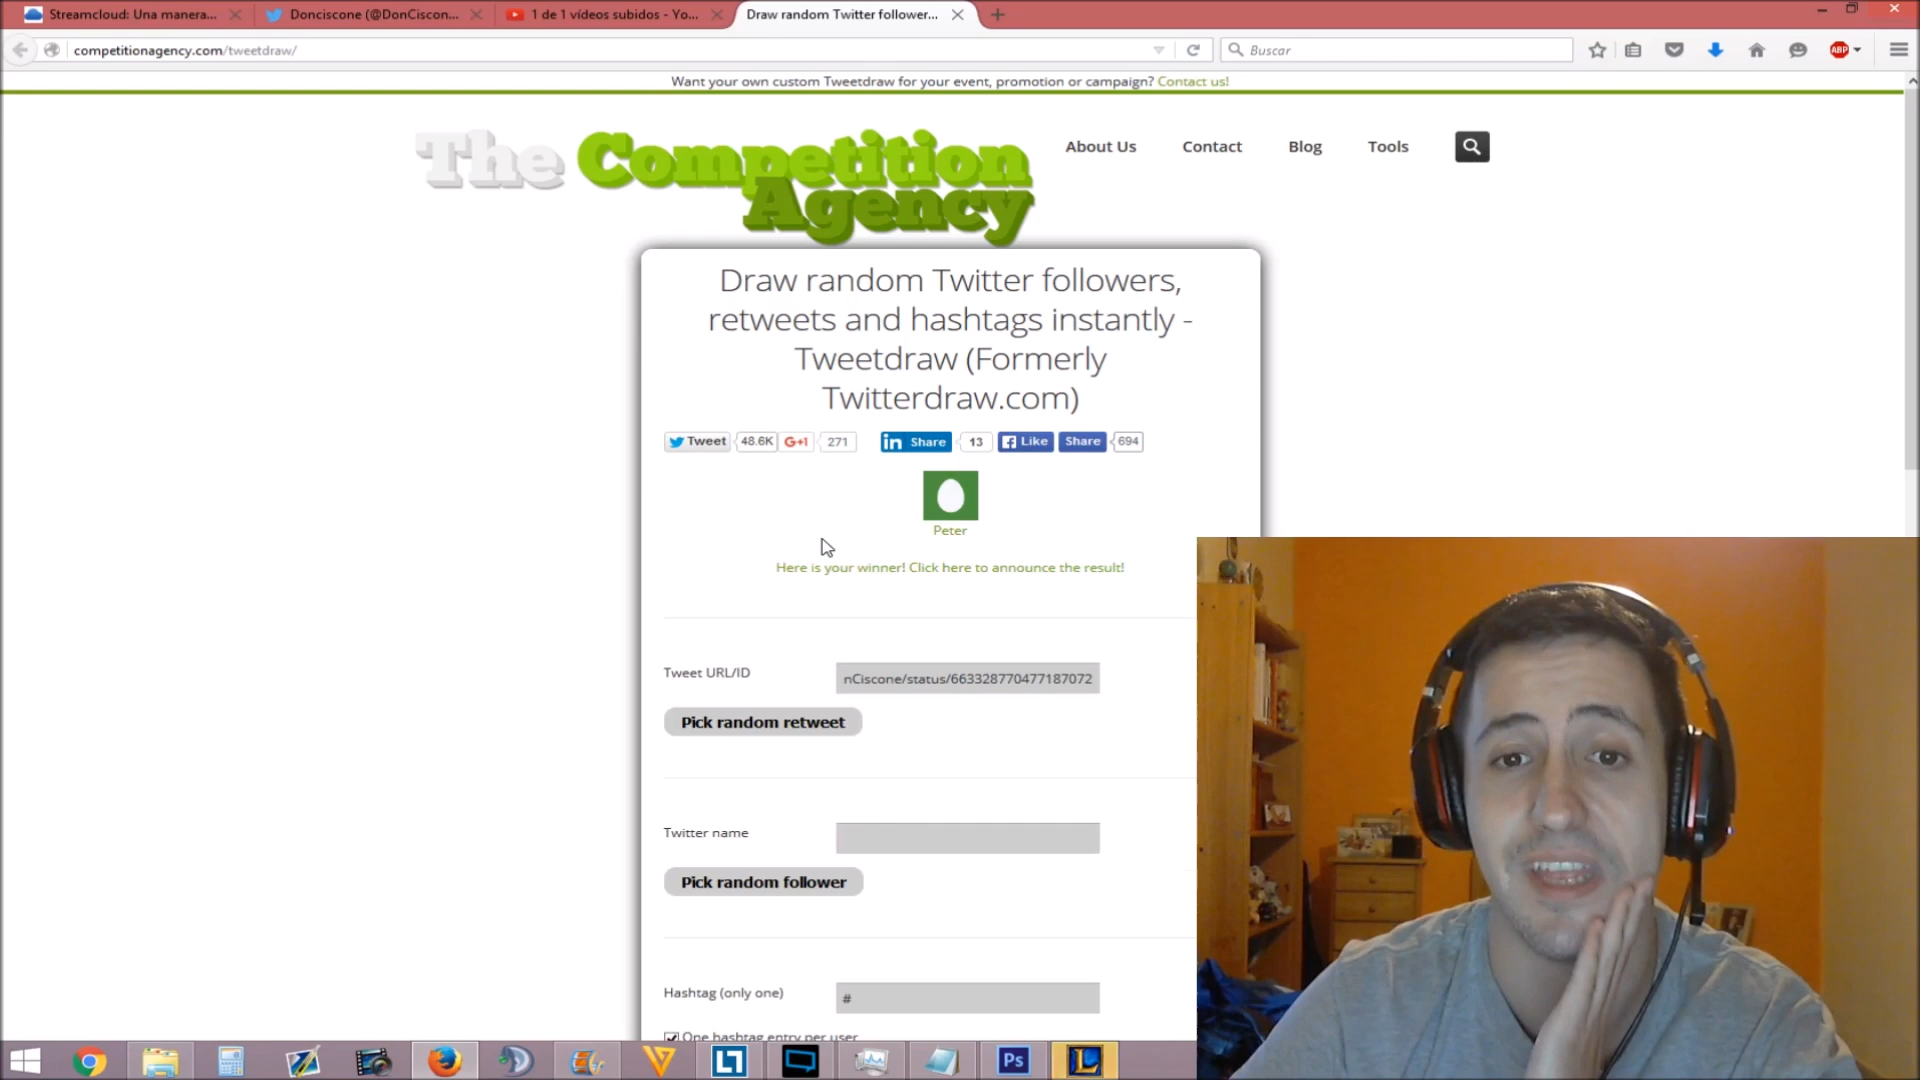 Streamcloud: Una manera...
Donciscone (@DonCiscon...
1 de 1 vídeos subidos - Yo...
Draw random Twitter follower...
competitionagency.com/tweetdraw/
Buscar
ABP
Want your own custom Tweetdraw for your event, promotion or campaign? Contact us!
The Competition
Agency
About Us
Contact
Blog
Tools
Draw random Twitter followers,
retweets and hashtags instantly -
Tweetdraw (Formerly
Twitterdraw.com)
Tweet 48.6K G+1 271 in Share 13 Like Share 694
Peter
Here is your winner! Click here to announce the result!
Tweet URL/ID
nCiscone/status/663328770477187072
Pick random retweet
Twitter name
Pick random follower
Hashtag (only one)
#
One hashtag entry per user
Ps
L